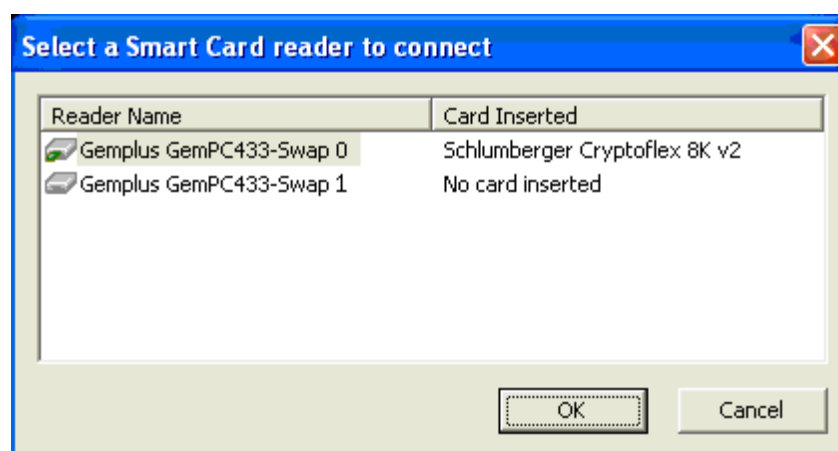 Select a Smart Card reader to connect
Reader Name Card Inserted
Gemplus GemPC433-Swap 0 Schlumberger Cryptoflex 8K v2
Gemplus GemPC433-Swap 1 No card inserted
OK Cancel